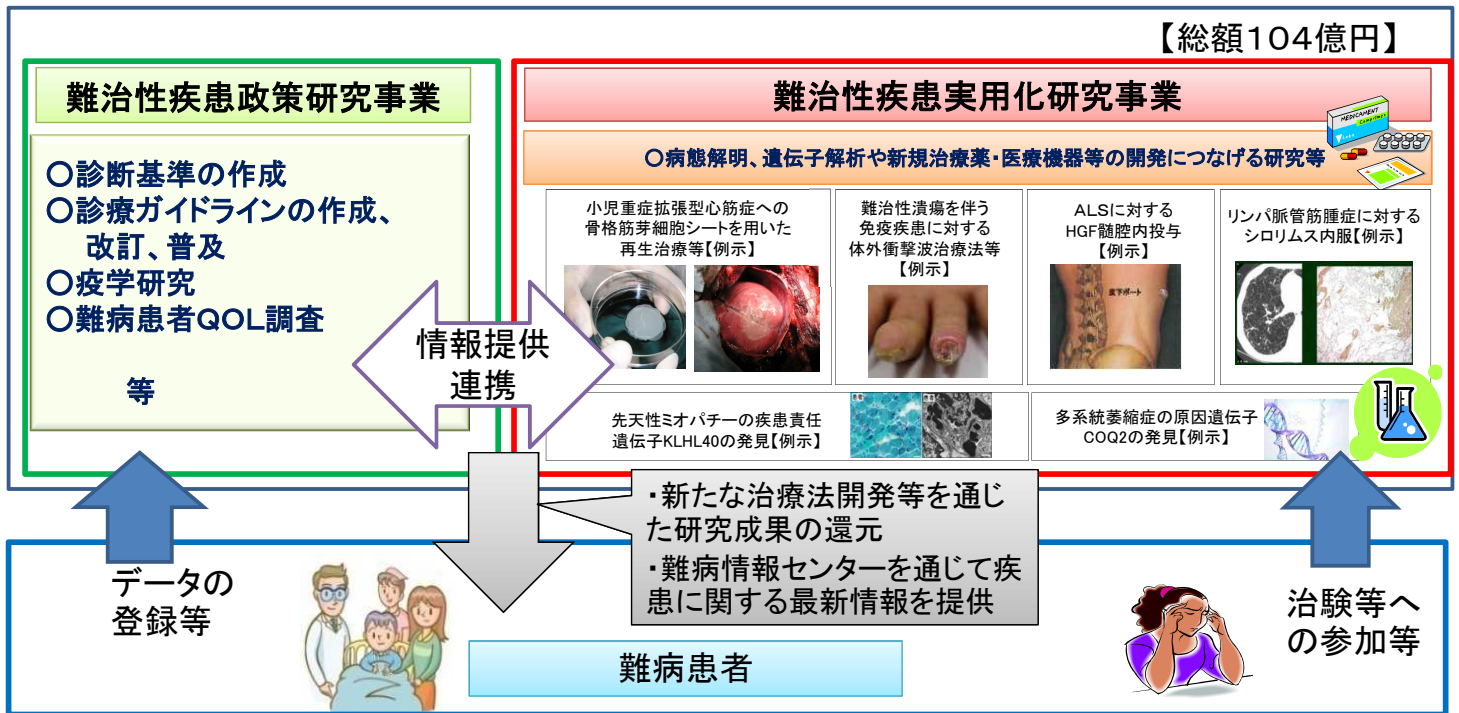 【総額104億円】
難治性疾患政策研究事業
○診断基準の作成
○診療ガイドラインの作成、
改訂、普及
○疫学研究
○難病患者QOL調査
等
難治性疾患実用化研究事業
○病態解明、遺伝子解析や新規治療薬・医療機器等の開発につなげる研究等
MEDICAMENT
小児重症拡張型心筋症への
骨格筋芽細胞シートを用いた
再生治療等【例示】
難治性潰瘍を伴う
免疫疾患に対する
体外衝撃波治療法等
【例示】
ALSに対する
HGF髄腔内投与
【例示】
皮下ポート
リンパ脈管筋腫症に対する
シロリムス内服【例示】
情報提供
連携
先天性ミオパチーの疾患責任
遺伝子KLHL40の発見【例示】
多系統萎縮症の原因遺伝子
COQ2の発見【例示】
・新たな治療法開発等を通じ
た研究成果の還元
・難病情報センターを通じて疾
患に関する最新情報を提供
データの
登録等
治験等へ
の参加等
難病患者